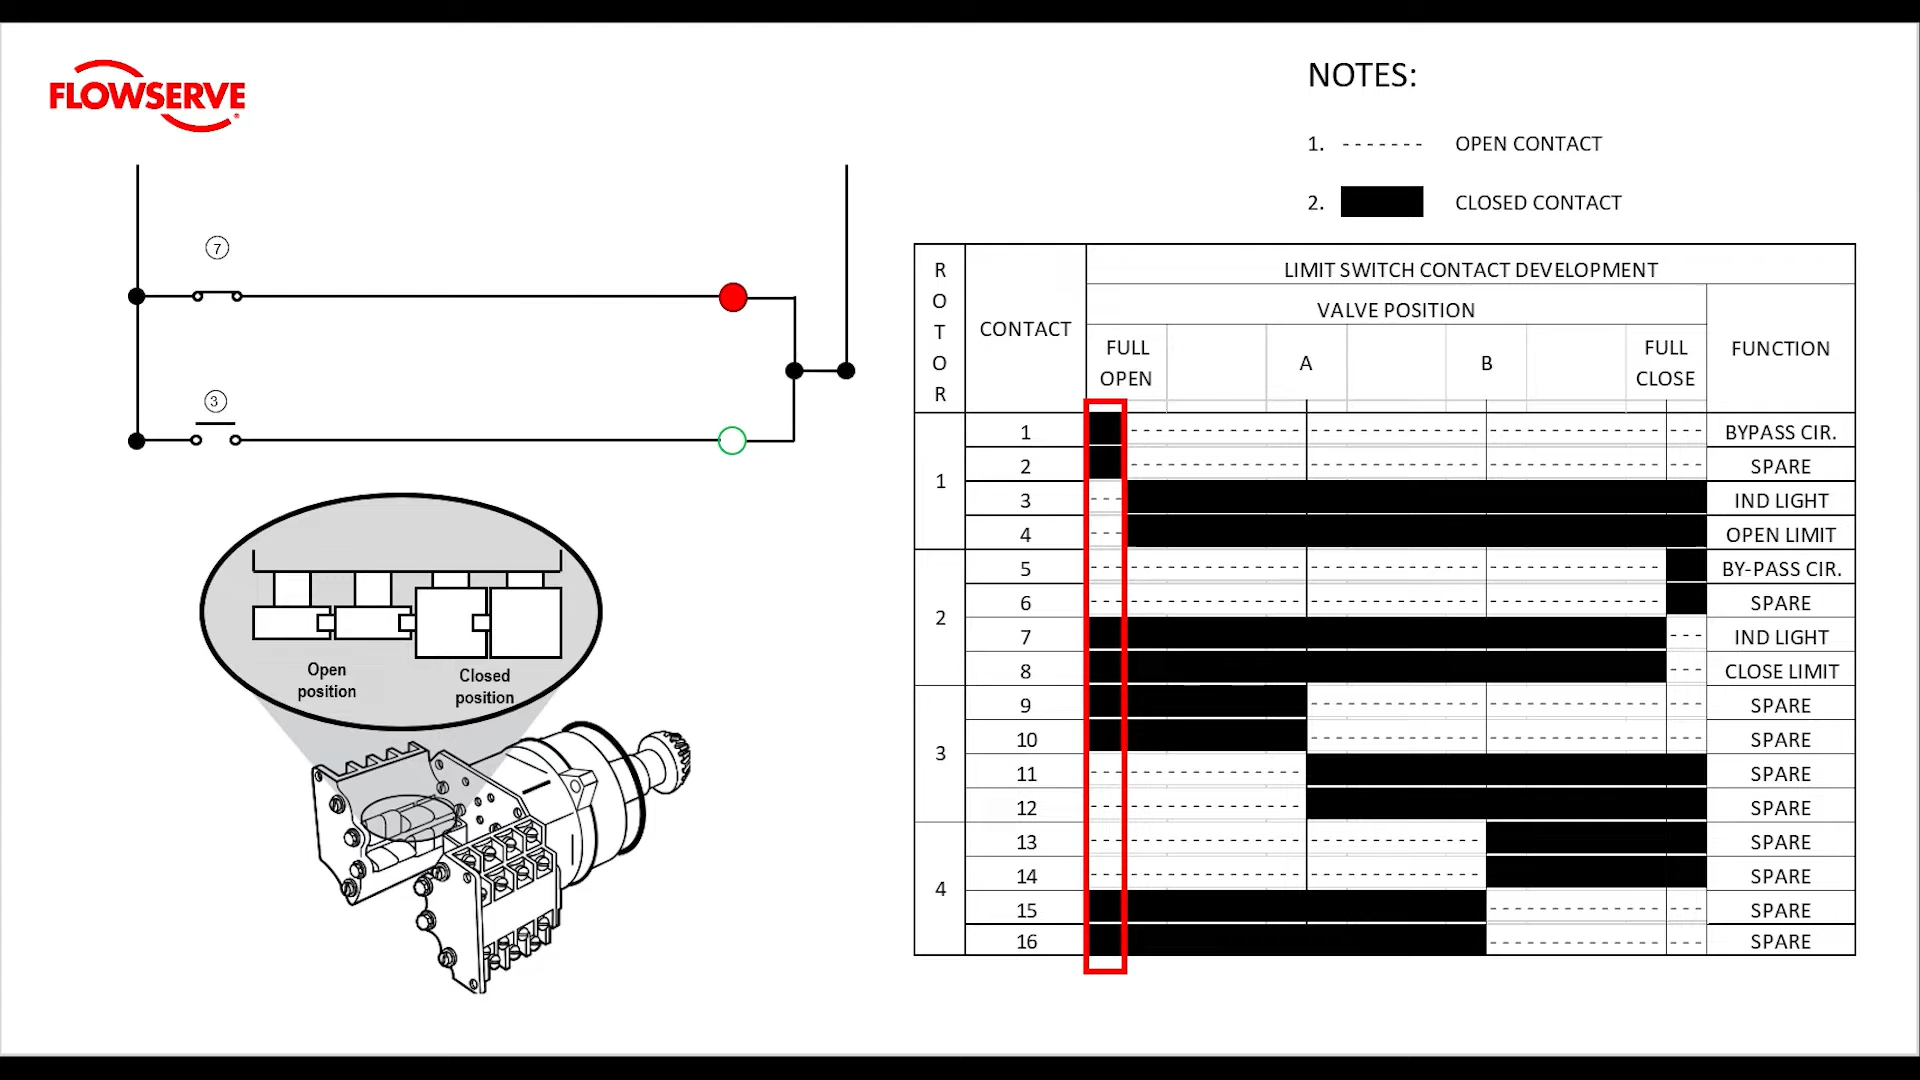 FLOWSERVE
NOTES:
1. ------- OPEN CONTACT
2. CLOSED CONTACT
7
3
Open
position
Closed
position
ROTOR
CONTACT
LIMIT SWITCH CONTACT DEVELOPMENT
VALVE POSITION
FULL
OPEN
A
B
FULL
CLOSE
FUNCTION
1
1 BYPASS CIR.
2 SPARE
3 IND LIGHT
4 OPEN LIMIT
2
5 BY-PASS CIR.
6 SPARE
7 IND LIGHT
8 CLOSE LIMIT
3
9 SPARE
10 SPARE
11 SPARE
12 SPARE
4
13 SPARE
14 SPARE
15 SPARE
16 SPARE